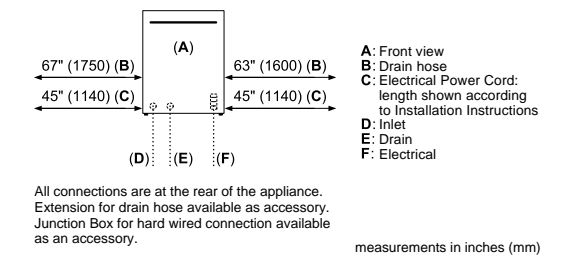 (A)
67" (1750) (B)
63" (1600) (B)
45" (1140) (C)
45" (1140) (C)
(D)
(E)
(F)
A: Front view
B: Drain hose
C: Electrical Power Cord:
length shown according
to Installation Instructions
D: Inlet
E: Drain
F: Electrical
All connections are at the rear of the appliance.
Extension for drain hose available as accessory.
Junction Box for hard wired connection available
as an accessory.
measurements in inches (mm)